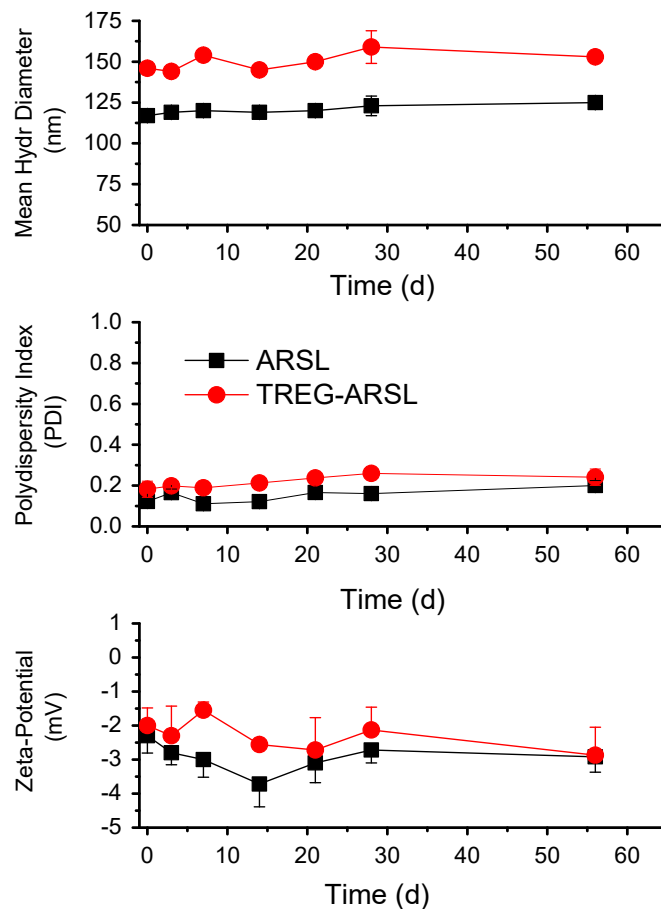 Mean Hydr Diameter
(nm)
175
150
125
100
75
50
0 10 20 30 40 50 60
Time (d)
Polydispersity Index
(PDI)
1.0
0.8
0.6
0.4
0.2
0.0
ARSL
TREG-ARSL
0 10 20 30 40 50 60
Time (d)
Zeta-Potential
(mV)
1
0
-1
-2
-3
-4
-5
0 10 20 30 40 50 60
Time (d)